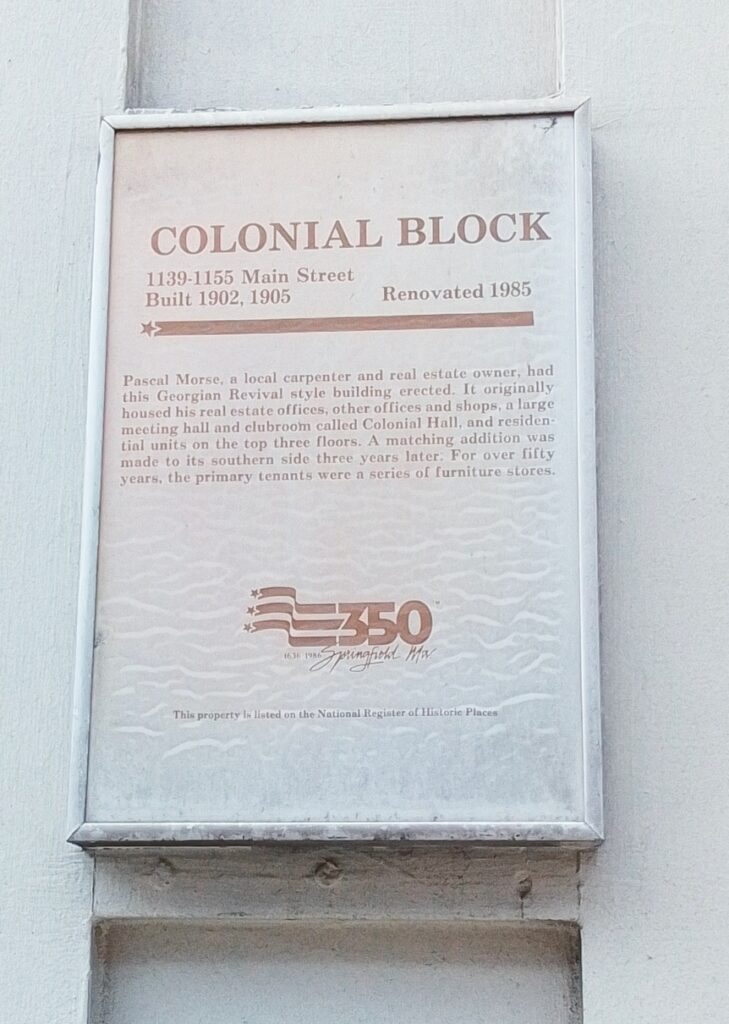 COLONIAL BLOCK
1139-1155 Main Street
Built 1902, 1905 Renovated 1985
Pascal Morse, a local carpenter and real estate owner, had
this Georgian Revival style building erected. It originally
housed his real estate offices, other offices and shops, a large
meeting hall and clubroom called Colonial Hall, and residen-
tial units on the top three floors. A matching addition was
made to its southern side three years later. For over fifty
years, the primary tenants were a series of furniture stores.
350
1636 1986 Springfield Ma.
This property is listed on the National Register of Historic Places